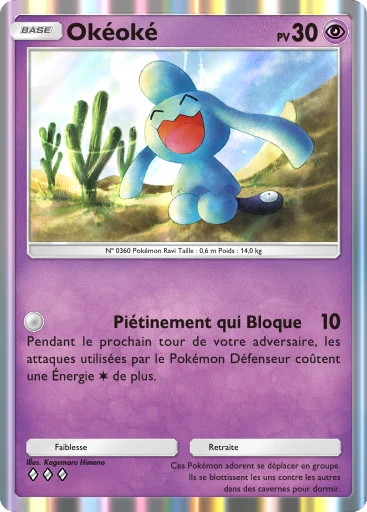 BASE Okéoké PV 30
N° 0360 Pokémon Ravi Taille : 0,6 m Poids : 14,0 kg
Piétinement qui Bloque 10
Pendant le prochain tour de votre adversaire, les
attaques utilisées par le Pokémon Défenseur coûtent
une Énergie de plus.
Faiblesse Retraite
Illus. Kagemaru Himeno
Ces Pokémon adorent se déplacer en groupe.
Ils se blottissent les uns contre les autres
dans des cavernes pour dormir.